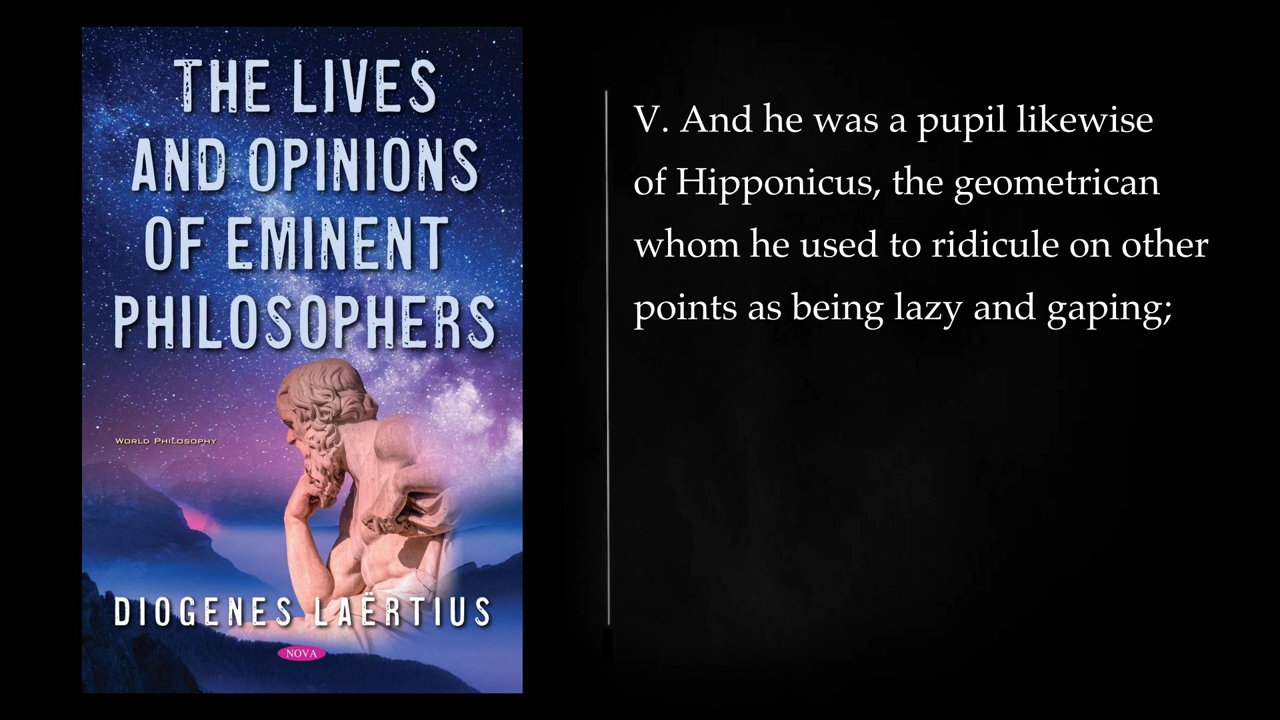 THE LIVES
AND OPINIONS
OF EMINENT
PHILOSOPHERS
WORLD PHILOSOPHY
DIOGENES LAËRTIUS
NOVA
V. And he was a pupil likewise
of Hipponicus, the geometrican
whom he used to ridicule on other
points as being lazy and gaping;